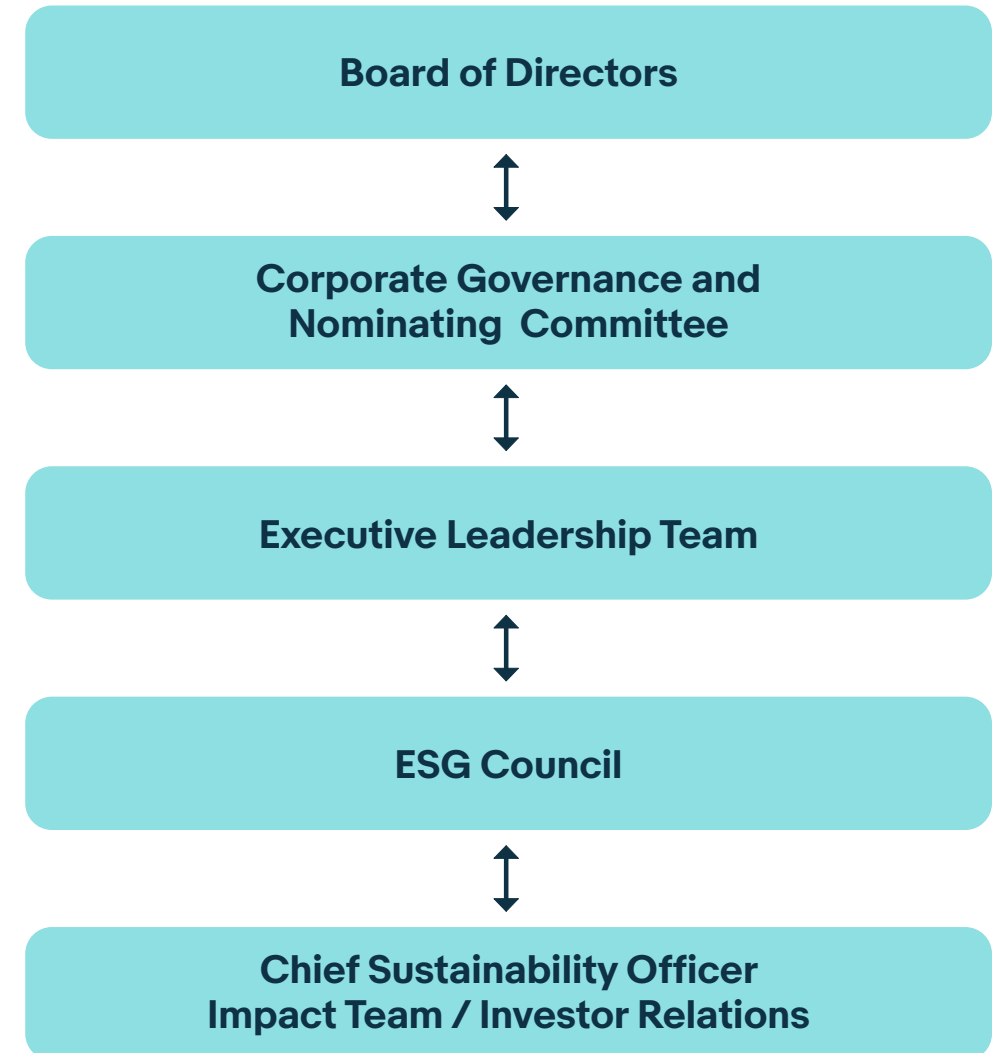 Board of Directors
Corporate Governance and
Nominating Committee
Executive Leadership Team
ESG Council
Chief Sustainability Officer
Impact Team / Investor Relations